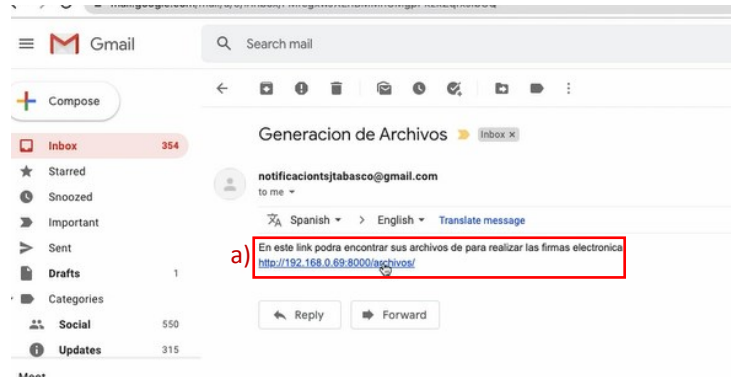 Gmail
Search mail
Compose
Generacion de Archivos Inbox ×
Inbox 354
Starred
notificaciontsjtabasco@gmail.com
to me
Snoozed
Important
Spanish > English Translate message
Sent
a) En este link podra encontrar sus archivos de para realizar las firmas electronica
http://192.168.0.69:8000/archivos/
Drafts 1
Categories
Reply Forward
Social 550
Updates 315